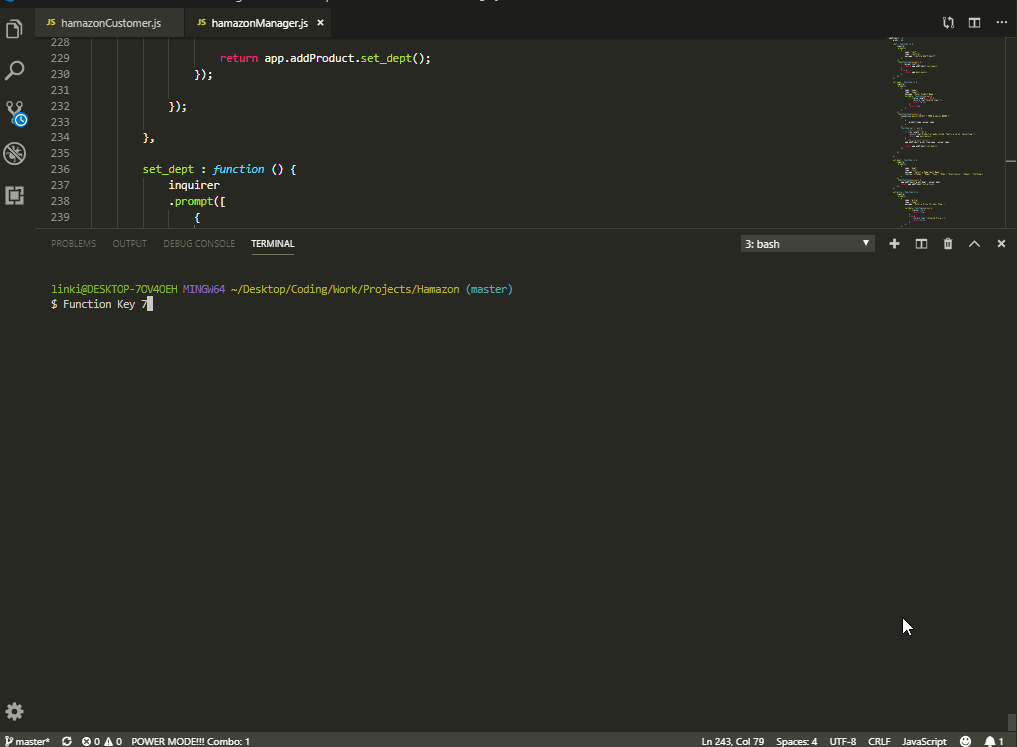 JS hamazonCustomer.js
JS hamazonManager.js ×
228
229 return app.addProduct.set_dept();
230 });
231
232 });
233
234 },
235
236 set_dept : function () {
237 inquirer
238 .prompt([
239 {
PROBLEMS OUTPUT DEBUG CONSOLE TERMINAL 3: bash
linki@DESKTOP-7OV4OEH MINGW64 ~/Desktop/Coding/Work/Projects/Hamazon (master)
$ Function Key 7
master* 0 0 POWER MODE!!! Combo: 1 Ln 243, Col 79 Spaces: 4 UTF-8 CRLF JavaScript 1